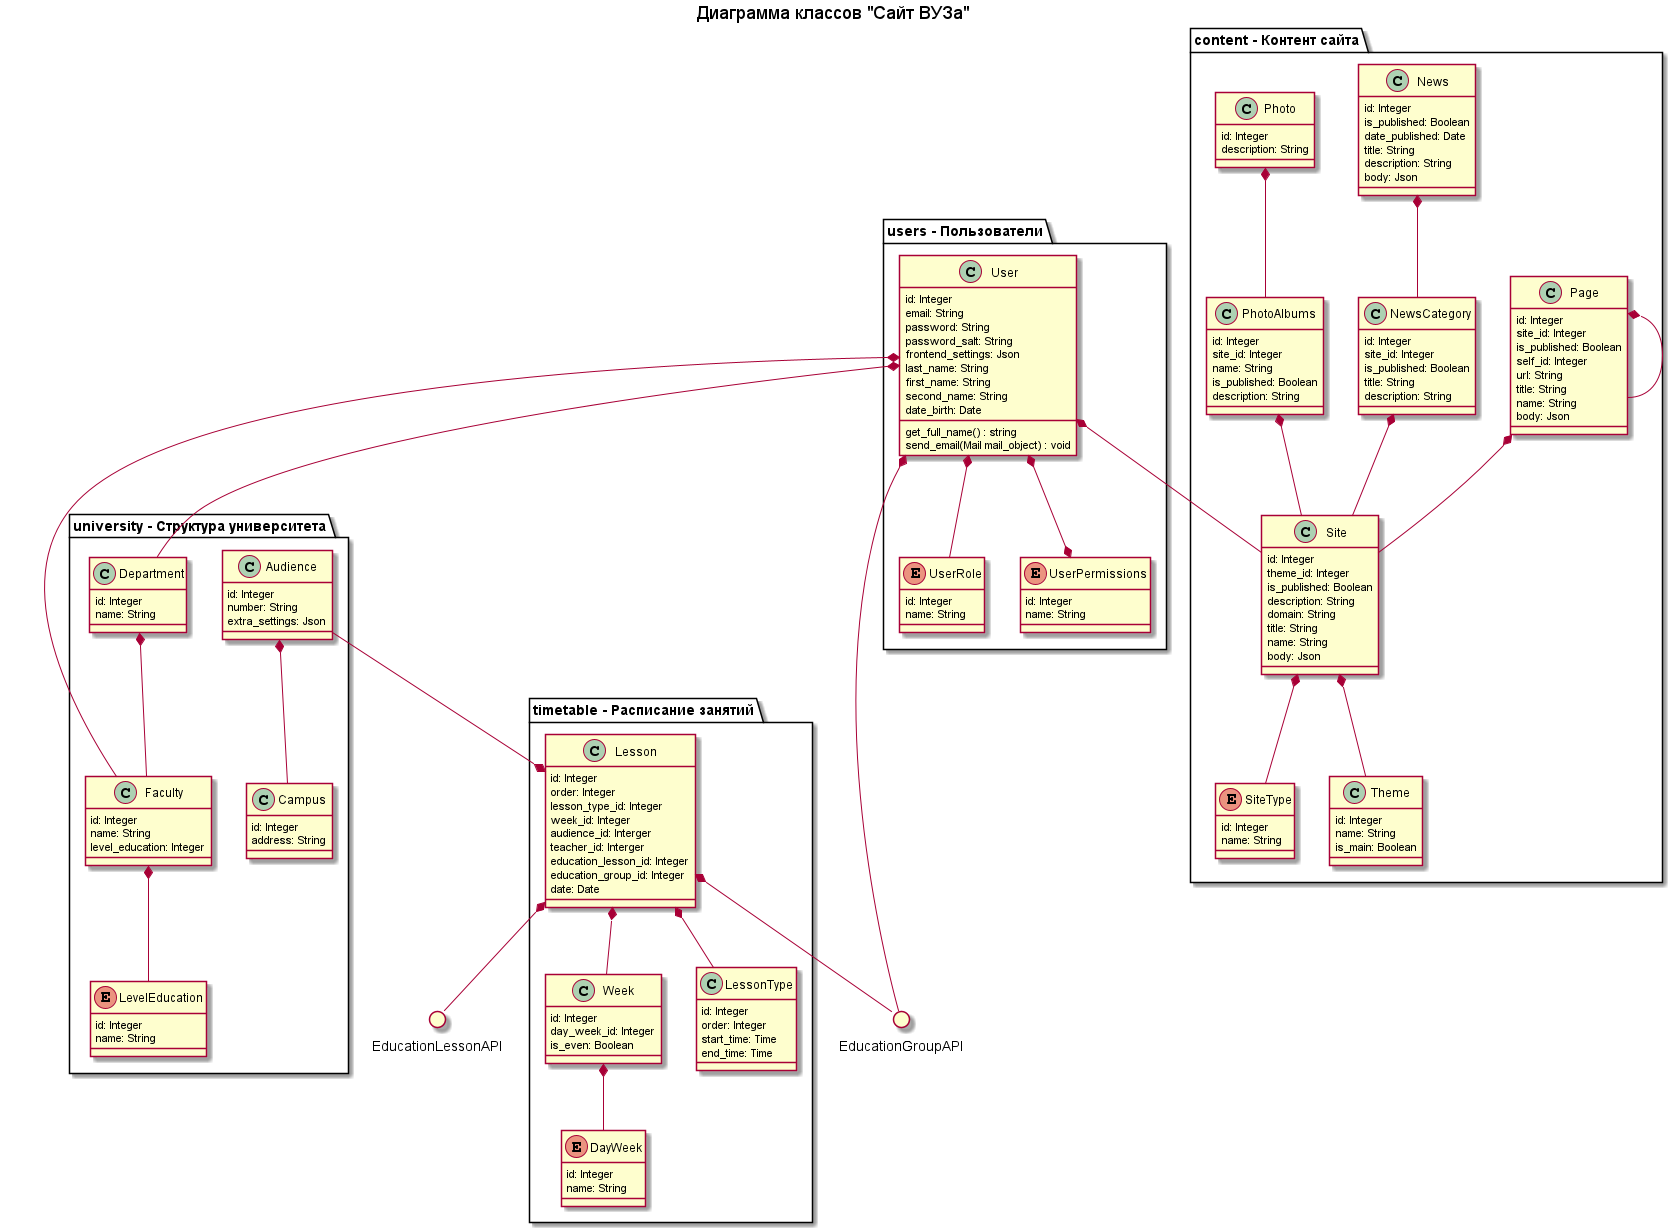 Диаграмма классов "Сайт ВУЗа"
content - Контент сайта
C News
id: Integer
is_published: Boolean
date_published: Date
title: String
description: String
body: Json
C Photo
id: Integer
description: String
users - Пользователи
C User
id: Integer
email: String
password: String
password_salt: String
frontend_settings: Json
last_name: String
first_name: String
second_name: String
date_birth: Date
get_full_name() : string
send_email(Mail mail_object) : void
C PhotoAlbums
id: Integer
site_id: Integer
name: String
is_published: Boolean
description: String
C NewsCategory
id: Integer
site_id: Integer
is_published: Boolean
title: String
description: String
C Page
id: Integer
site_id: Integer
is_published: Boolean
self_id: Integer
url: String
title: String
name: String
body: Json
university - Структура университета
C Department
id: Integer
name: String
C Audience
id: Integer
number: String
extra_settings: Json
E UserRole
id: Integer
name: String
E UserPermissions
id: Integer
name: String
C Site
id: Integer
theme_id: Integer
is_published: Boolean
description: String
domain: String
title: String
name: String
body: Json
timetable - Расписание занятий
C Lesson
id: Integer
order: Integer
lesson_type_id: Integer
week_id: Integer
audience_id: Interger
teacher_id: Interger
education_lesson_id: Integer
education_group_id: Integer
date: Date
C Faculty
id: Integer
name: String
level_education: Integer
C Campus
id: Integer
address: String
E SiteType
id: Integer
name: String
C Theme
id: Integer
name: String
is_main: Boolean
E LevelEducation
id: Integer
name: String
EducationLessonAPI
C Week
id: Integer
day_week_id: Integer
is_even: Boolean
C LessonType
id: Integer
order: Integer
start_time: Time
end_time: Time
EducationGroupAPI
E DayWeek
id: Integer
name: String